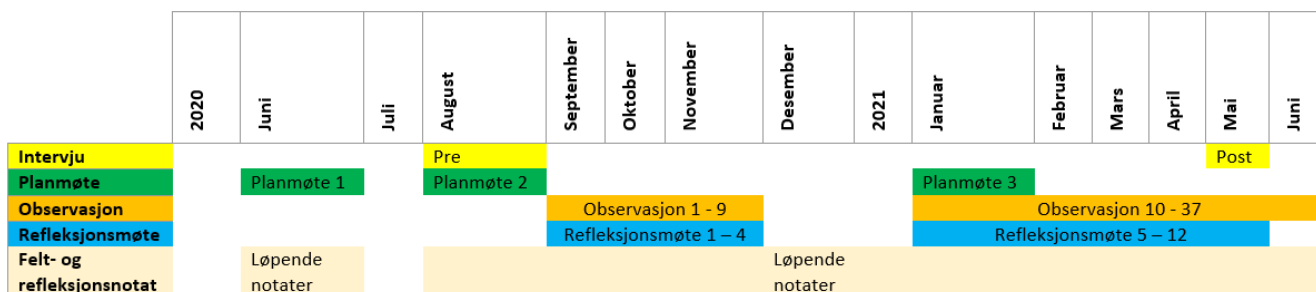 2020 Juni Juli August September Oktober November Desember 2021 Januar Februar Mars April Mai Juni
Intervju Pre Post
Planmøte Planmøte 1 Planmøte 2 Planmøte 3
Observasjon Observasjon 1 - 9 Observasjon 10 - 37
Refleksjonsmøte Refleksjonsmøte 1 – 4 Refleksjonsmøte 5 – 12
Felt- og Løpende Løpende
refleksjonsnotat notater notater